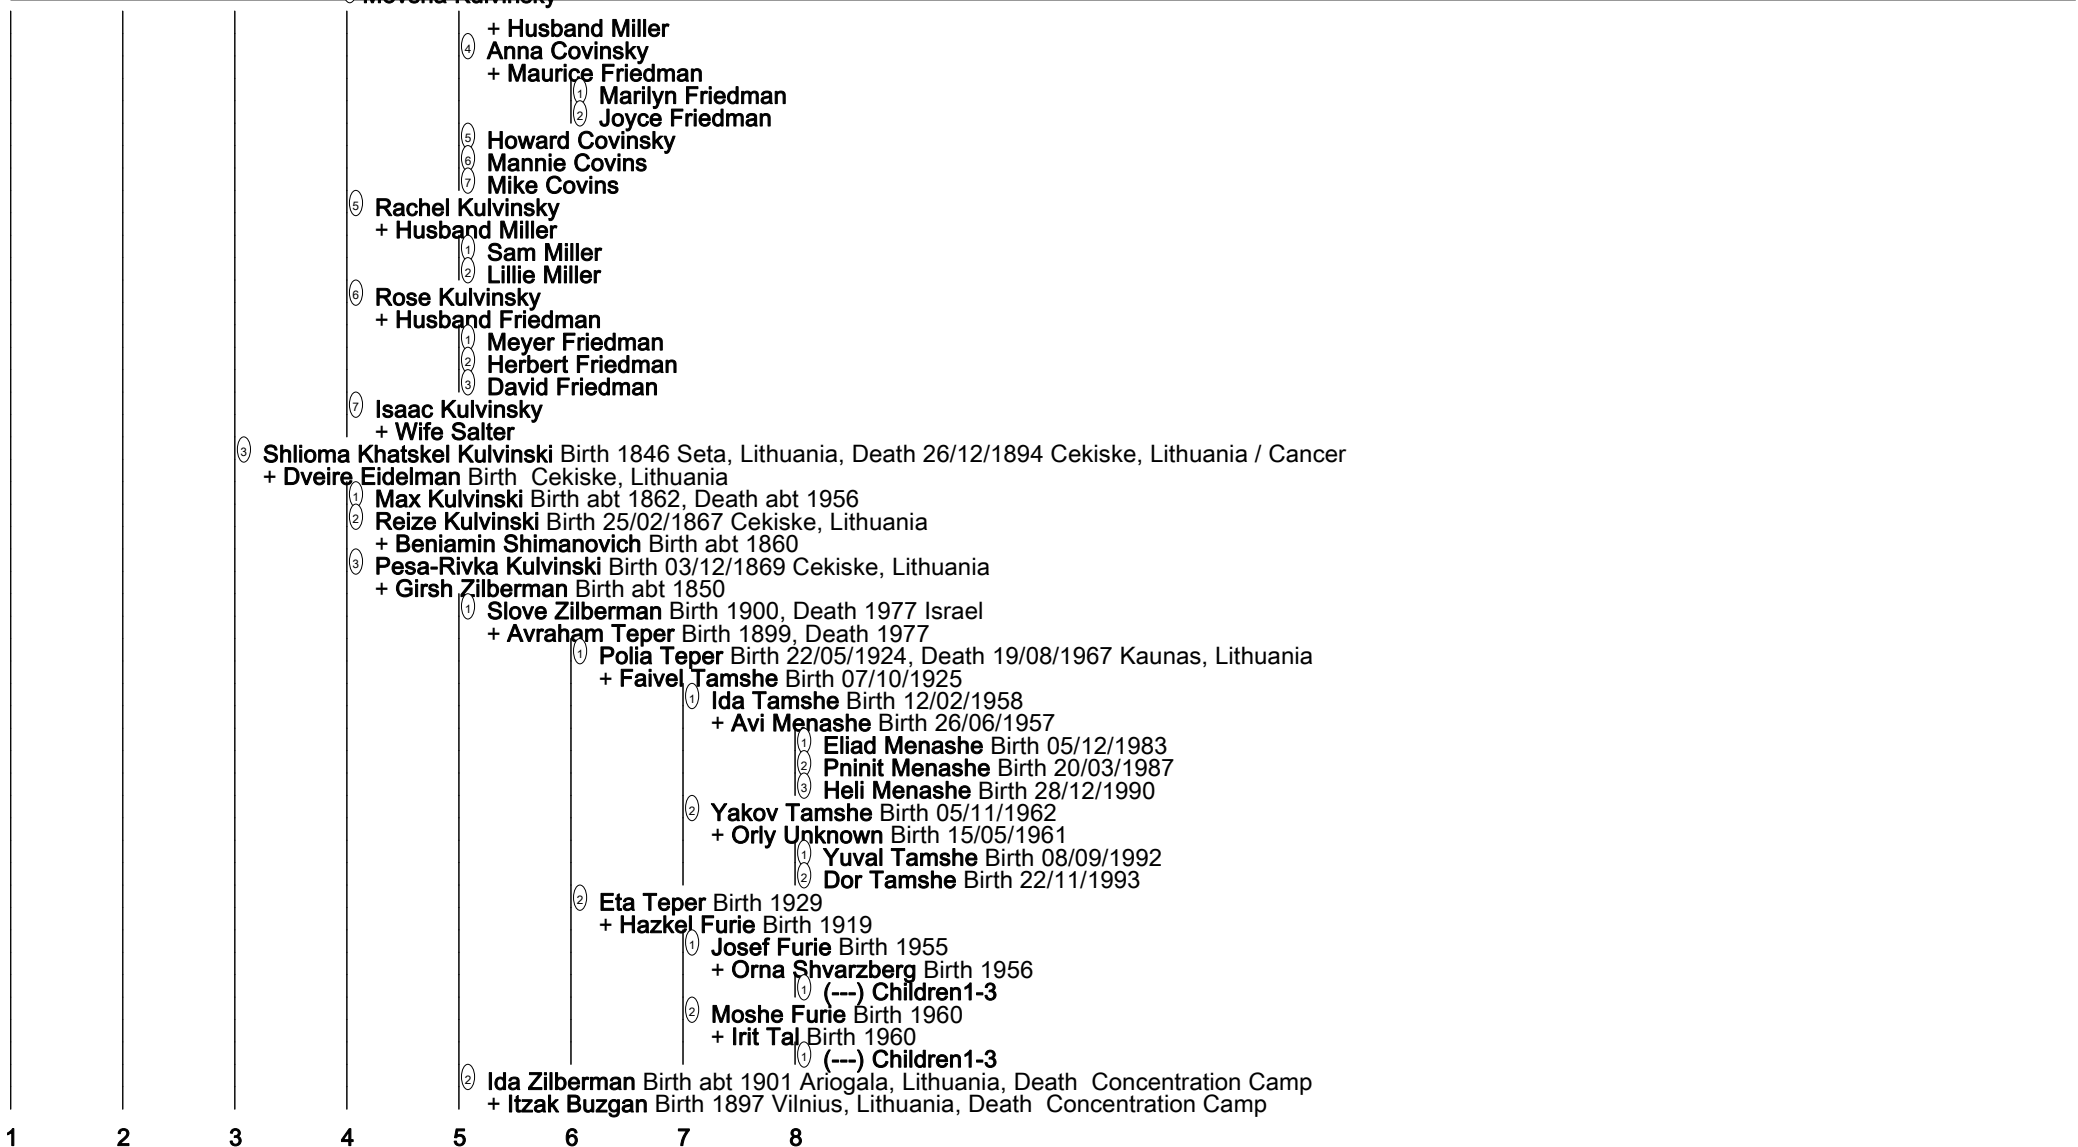 Kulvinsky
+ Husband Miller
4 Anna Covinsky
+ Maurice Friedman
1 Marilyn Friedman
2 Joyce Friedman
5 Howard Covinsky
6 Mannie Covins
7 Mike Covins
5 Rachel Kulvinsky
+ Husband Miller
1 Sam Miller
2 Lillie Miller
6 Rose Kulvinsky
+ Husband Friedman
1 Meyer Friedman
2 Herbert Friedman
3 David Friedman
7 Isaac Kulvinsky
+ Wife Salter
3 Shlioma Khatskel Kulvinski Birth 1846 Seta, Lithuania, Death 26/12/1894 Cekiske, Lithuania / Cancer
+ Dveire Eidelman Birth Cekiske, Lithuania
1 Max Kulvinski Birth abt 1862, Death abt 1956
2 Reize Kulvinski Birth 25/02/1867 Cekiske, Lithuania
+ Beniamin Shimanovich Birth abt 1860
3 Pesa-Rivka Kulvinski Birth 03/12/1869 Cekiske, Lithuania
+ Girsh Zilberman Birth abt 1850
1 Slove Zilberman Birth 1900, Death 1977 Israel
+ Avraham Teper Birth 1899, Death 1977
1 Polia Teper Birth 22/05/1924, Death 19/08/1967 Kaunas, Lithuania
+ Faivel Tamshe Birth 07/10/1925
1 Ida Tamshe Birth 12/02/1958
+ Avi Menashe Birth 26/06/1957
1 Eliad Menashe Birth 05/12/1983
2 Pninit Menashe Birth 20/03/1987
3 Heli Menashe Birth 28/12/1990
2 Yakov Tamshe Birth 05/11/1962
+ Orly Unknown Birth 15/05/1961
1 Yuval Tamshe Birth 08/09/1992
2 Dor Tamshe Birth 22/11/1993
2 Eta Teper Birth 1929
+ Hazkel Furie Birth 1919
1 Josef Furie Birth 1955
+ Orna Shvarzberg Birth 1956
1 (---) Children1-3
2 Moshe Furie Birth 1960
+ Irit Tal Birth 1960
1 (---) Children1-3
2 Ida Zilberman Birth abt 1901 Ariogala, Lithuania, Death Concentration Camp
+ Itzak Buzgan Birth 1897 Vilnius, Lithuania, Death Concentration Camp
1 2 3 4 5 6 7 8